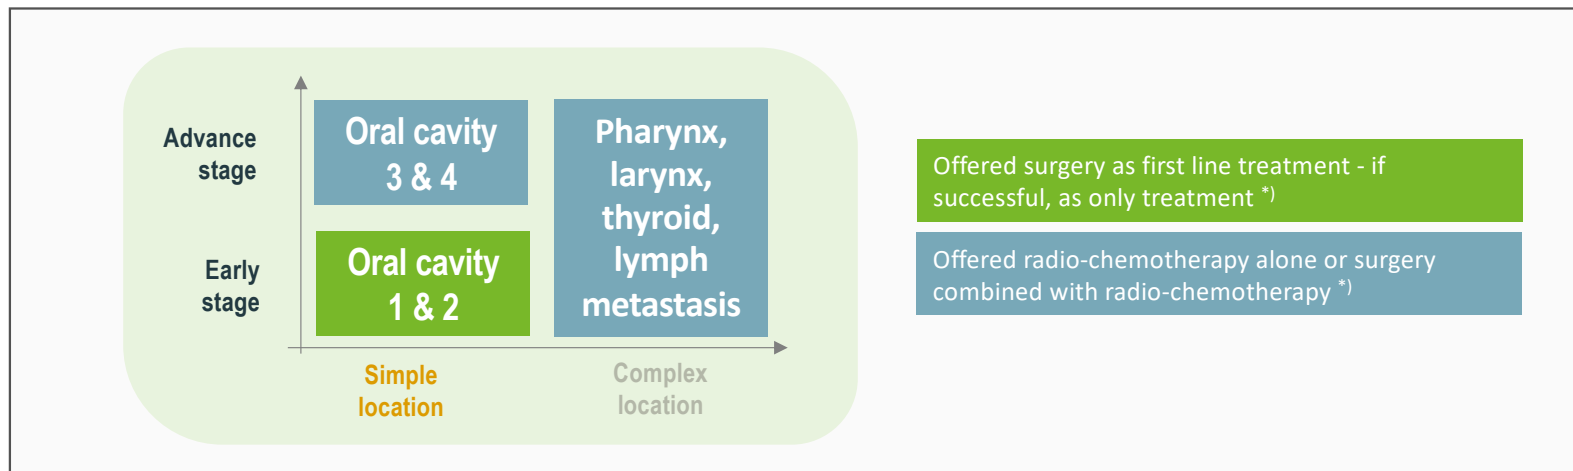 Advance
stage
Early
stage
Oral cavity
3 & 4
Oral cavity
1 & 2
Pharynx,
larynx,
thyroid,
lymph
metastasis
Simple
location
Complex
location
Offered surgery as first line treatment - if
successful, as only treatment *)
Offered radio-chemotherapy alone or surgery
combined with radio-chemotherapy *)